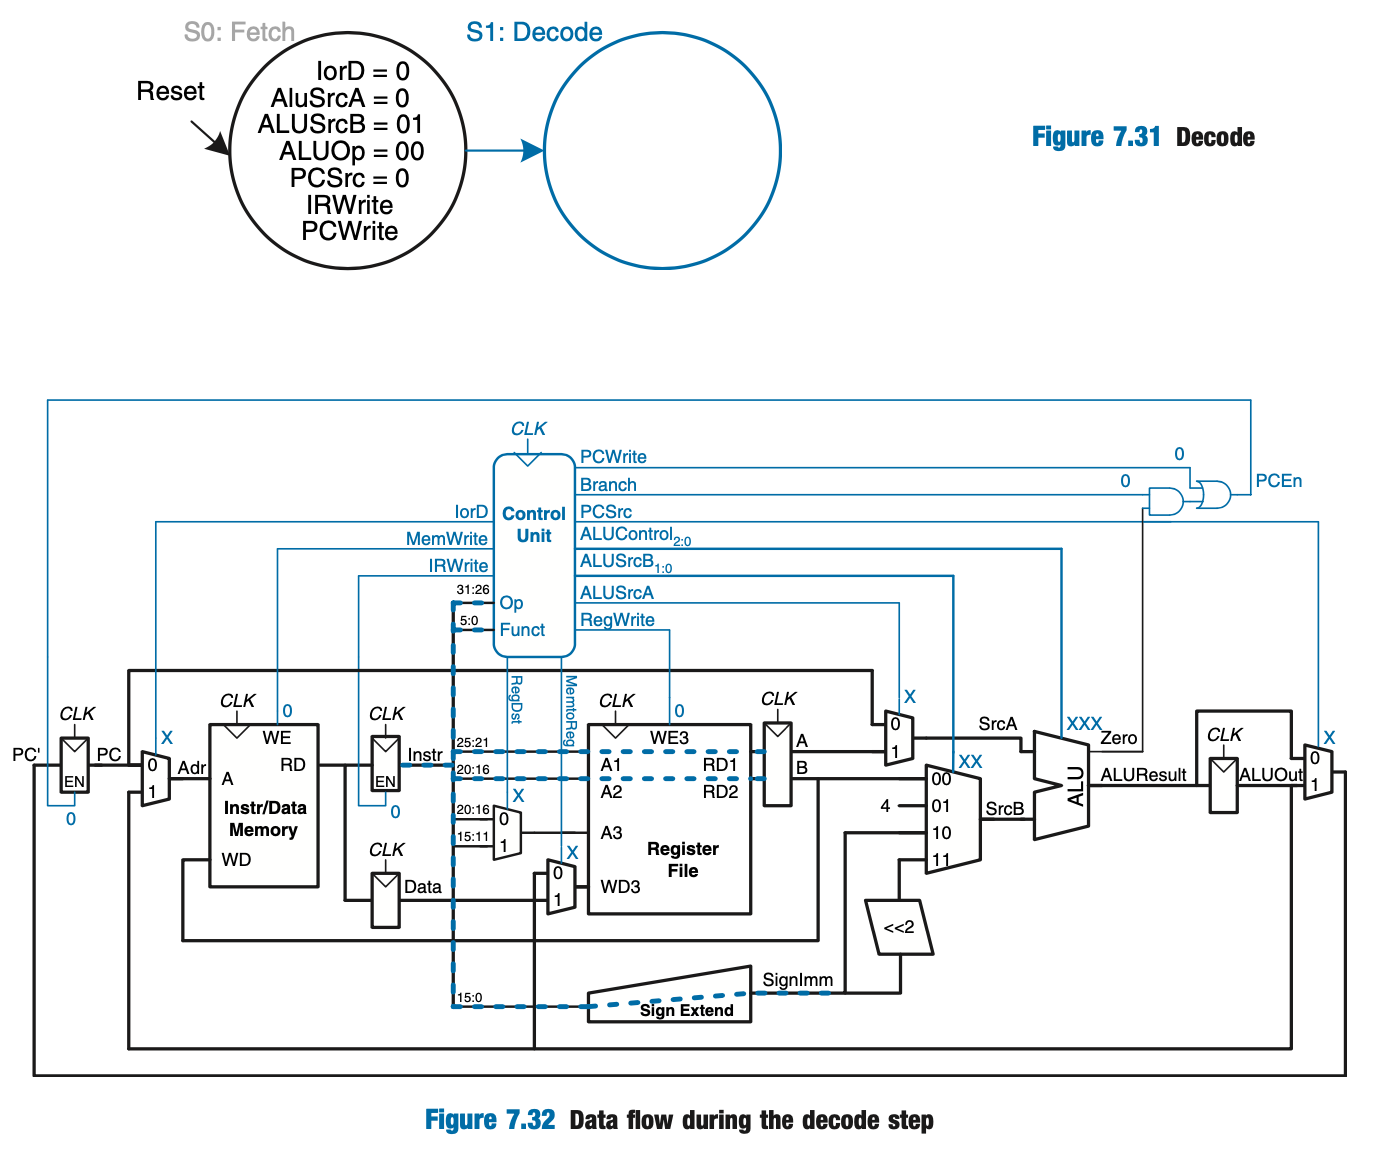 S0: Fetch
S1: Decode
Reset
IorD = 0
AluSrcA = 0
ALUSrcB = 01
ALUOp = 00
PCSrc = 0
IRWrite
PCWrite
Figure 7.31 Decode
CLK
PCWrite
0
Branch
0
PCEn
IorD
Control
Unit
PCSrc
MemWrite
ALUControl2:0
IRWrite
ALUSrcB1:0
31:26
Op
ALUSrcA
5:0
Funct
RegWrite
RegDst
MemtoReg
CLK
CLK
CLK
CLK
CLK
CLK
PC'
PC
EN
0
X
0
1
Adr
0
WE
A
RD
Instr/Data
Memory
WD
EN
0
Instr
CLK
Data
25:21
20:16
20:16
15:11
X
0
1
X
0
1
0
WE3
A1
RD1
A2
RD2
A3
Register
File
WD3
A
B
X
0
1
SrcA
XX
00
4
01
10
11
SrcB
XXX
ALU
Zero
ALUResult
ALUOut
X
0
1
<<2
SignImm
15:0
Sign Extend
Figure 7.32 Data flow during the decode step